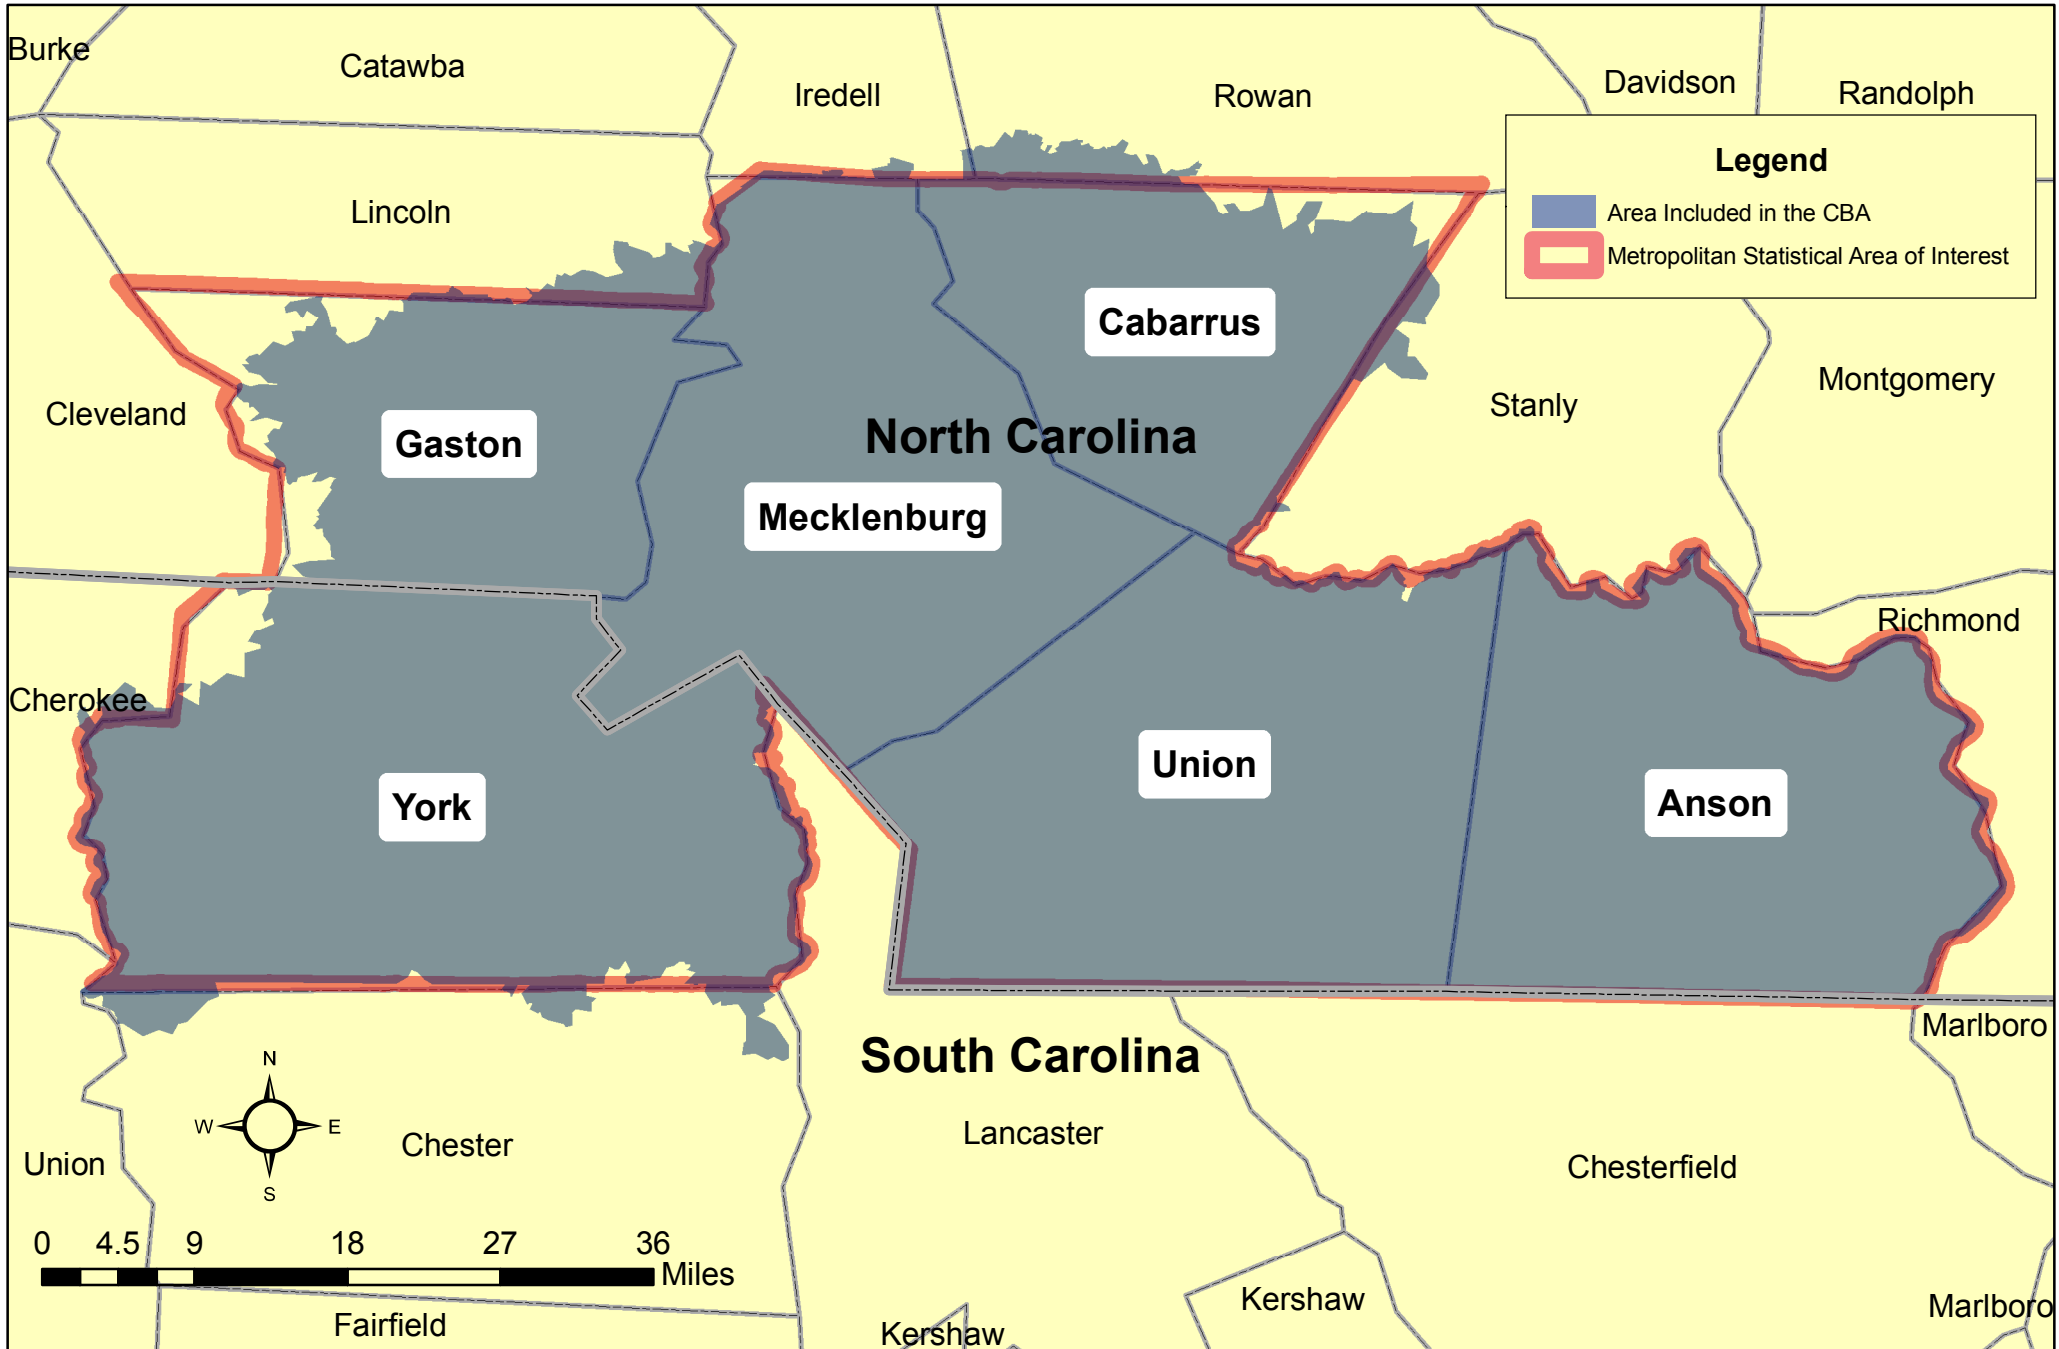 Burke
Catawba
Iredell
Rowan
Davidson
Randolph
Legend
Area Included in the CBA
Metropolitan Statistical Area of Interest
Lincoln
Cabarrus
Cleveland
Gaston
North Carolina
Stanly
Montgomery
Mecklenburg
Richmond
Cherokee
York
Union
Anson
South Carolina
Marlboro
N
W
E
S
Chester
Lancaster
Union
Chesterfield
0 4.5 9 18 27 36
Miles
Fairfield
Kershaw
Kershaw
Marlboro